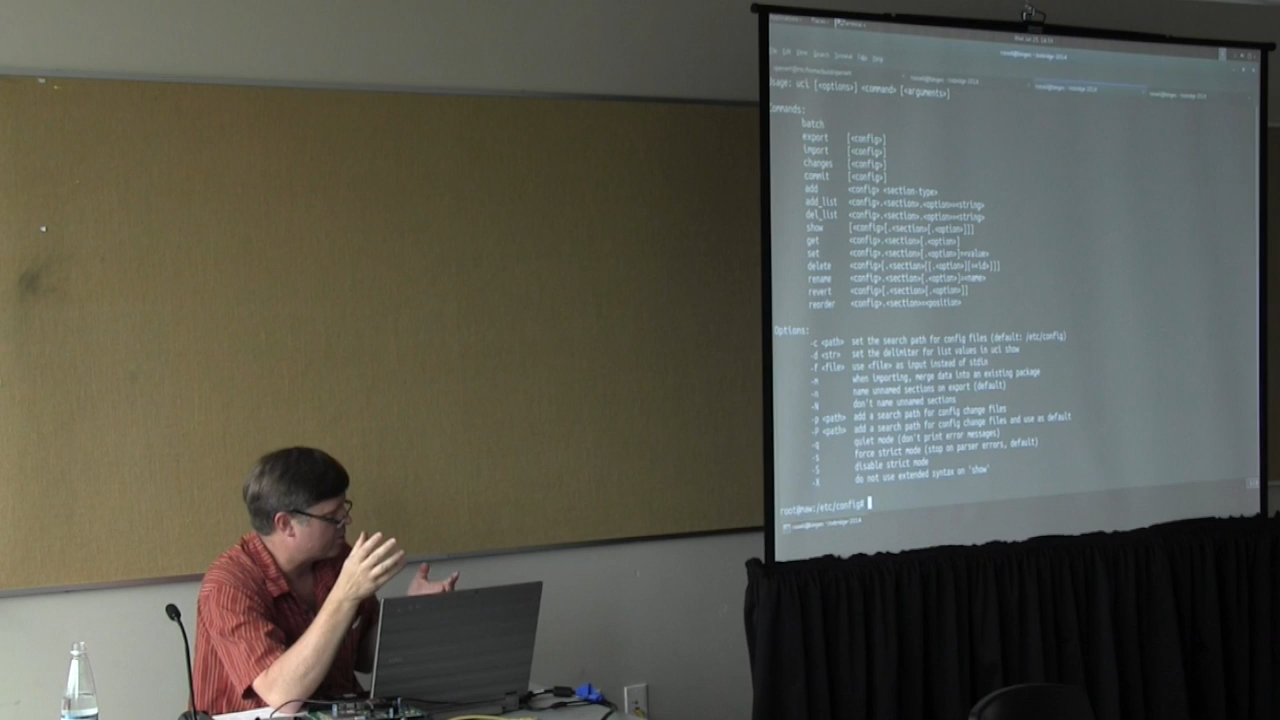 Usage: uci [<options>] <command> [<arguments>]
Commands:
batch
export [<config>]
import [<config>]
changes [<config>]
commit [<config>]
add <config> <section-type>
add_list <config>.<section>.<option>=<string>
del_list <config>.<section>.<option>=<string>
show [<config>[.<section>[.<option>]]]
get <config>.<section>[.<option>]
set <config>.<section>[.<option>]=<value>
delete <config>[.<section>[[.<option>][=<id>]]]
rename <config>.<section>[.<option>]=<name>
revert <config>[.<section>[.<option>]]
reorder <config>.<section>=<position>
Options:
-c <path> set the search path for config files (default: /etc/config)
-d <str> set the delimiter for list values in uci show
-f <file> use <file> as input instead of stdin
-m when importing, merge data into an existing package
-n name unnamed sections on export (default)
-N don't name unnamed sections
-p <path> add a search path for config change files
-P <path> add a search path for config change files and use as default
-q quiet mode (don't print error messages)
-s force strict mode (stop on parser errors, default)
-S disable strict mode
-X do not use extended syntax on 'show'